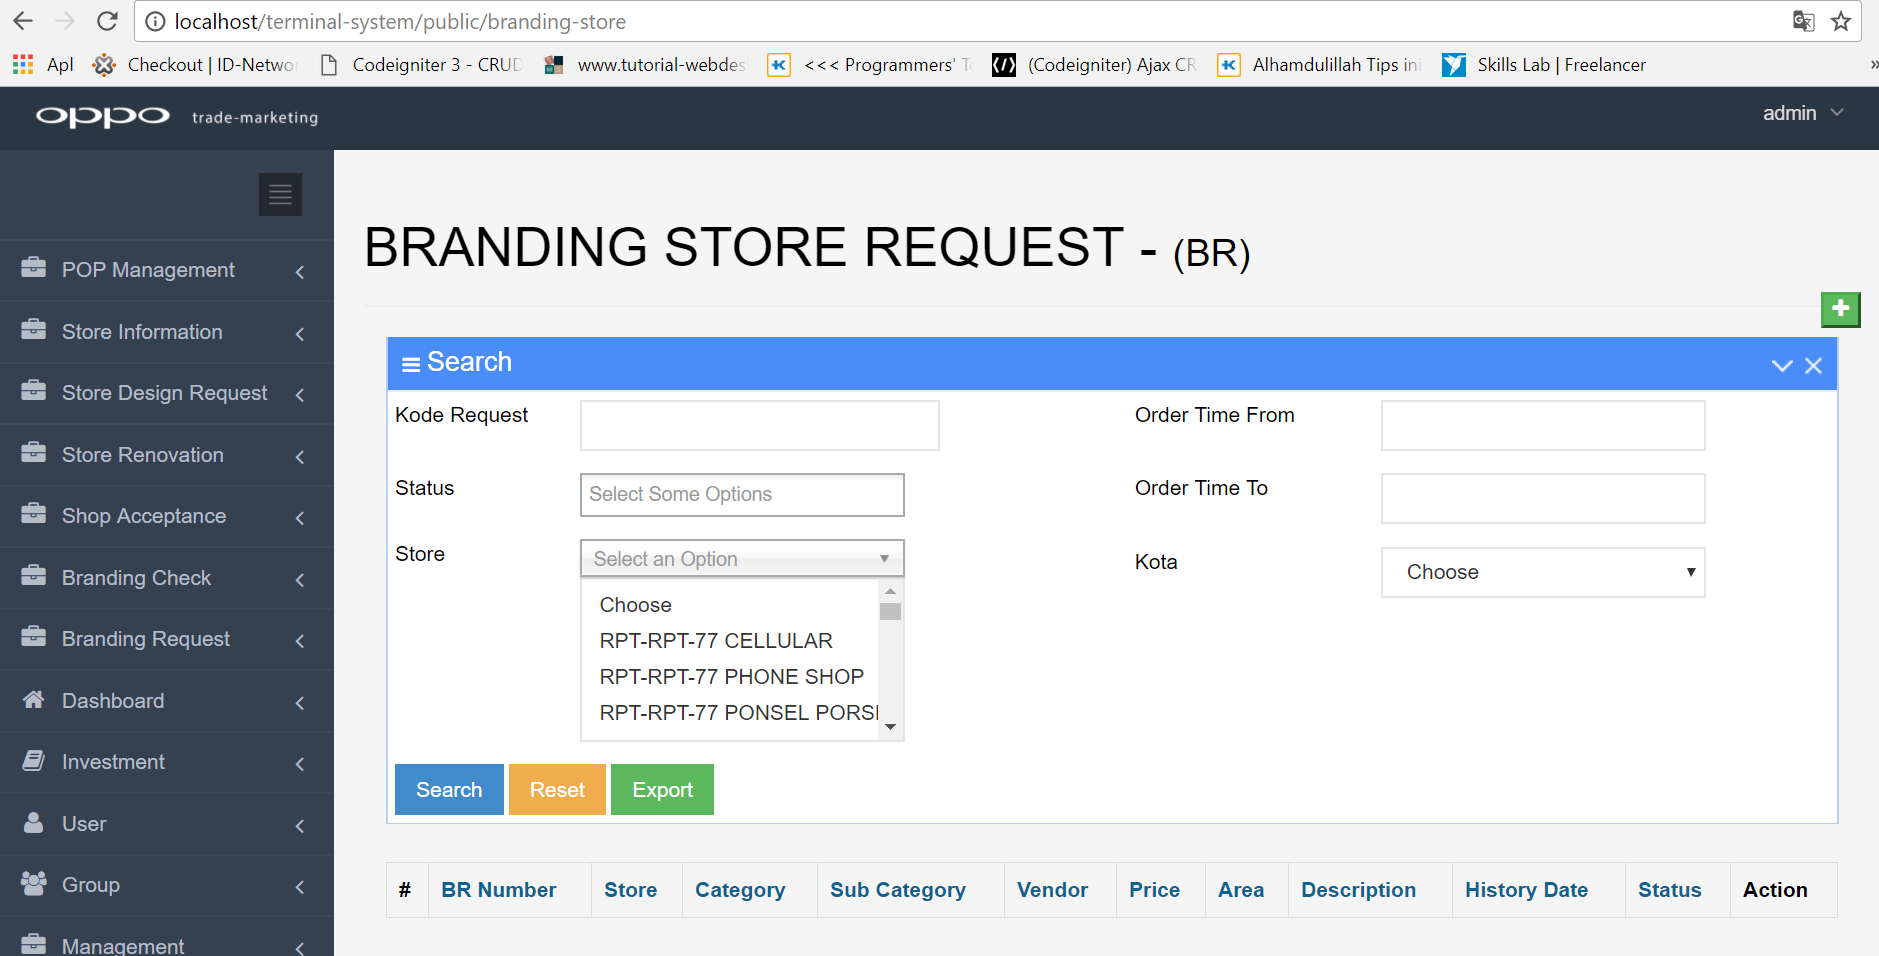 localhost/terminal-system/public/branding-store
Apl
Checkout | ID-Netwo
Codeigniter 3 - CRUD
www.tutorial-webdes
<<< Programmers' T
(Codeigniter) Ajax CR
Alhamdulillah Tips ini
Skills Lab | Freelancer
»
oppo trade-marketing
admin
POP Management
Store Information
Store Design Request
Store Renovation
Shop Acceptance
Branding Check
Branding Request
Dashboard
Investment
User
Group
Management
BRANDING STORE REQUEST - (BR)
Search
Kode Request
Status
Select Some Options
Store
Select an Option
Choose
RPT-RPT-77 CELLULAR
RPT-RPT-77 PHONE SHOP
RPT-RPT-77 PONSEL PORS
Order Time From
Order Time To
Kota
Choose
Search
Reset
Export
# BR Number Store Category Sub Category Vendor Price Area Description History Date Status Action